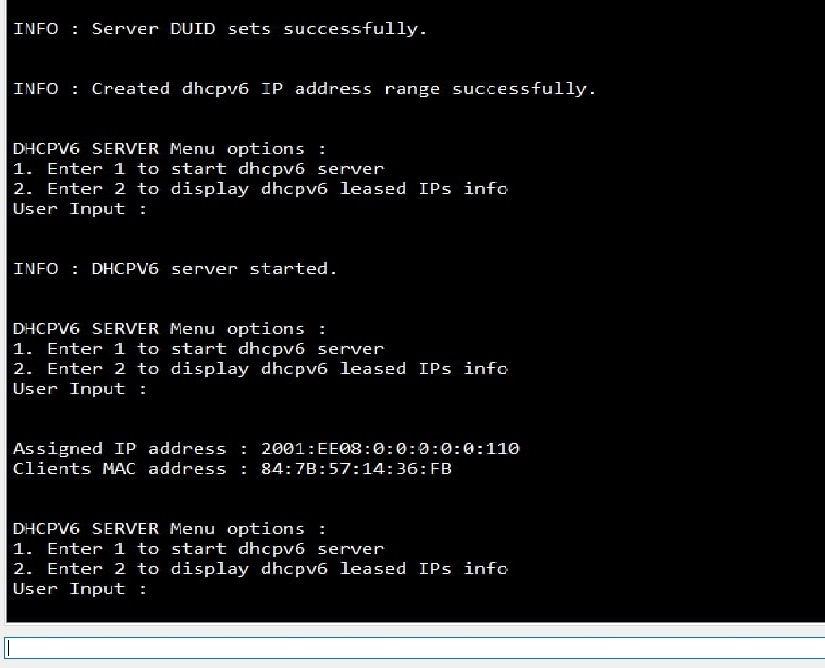 INFO : Server DUID sets successfully.
INFO : Created dhcpv6 IP address range successfully.
DHCPV6 SERVER Menu options :
1. Enter 1 to start dhcpv6 server
2. Enter 2 to display dhcpv6 leased IPs info
User Input :
INFO : DHCPV6 server started.
DHCPV6 SERVER Menu options :
1. Enter 1 to start dhcpv6 server
2. Enter 2 to display dhcpv6 leased IPs info
User Input :
Assigned IP address : 2001:EE08:0:0:0:0:0:110
Clients MAC address : 84:7B:57:14:36:FB
DHCPV6 SERVER Menu options :
1. Enter 1 to start dhcpv6 server
2. Enter 2 to display dhcpv6 leased IPs info
User Input :